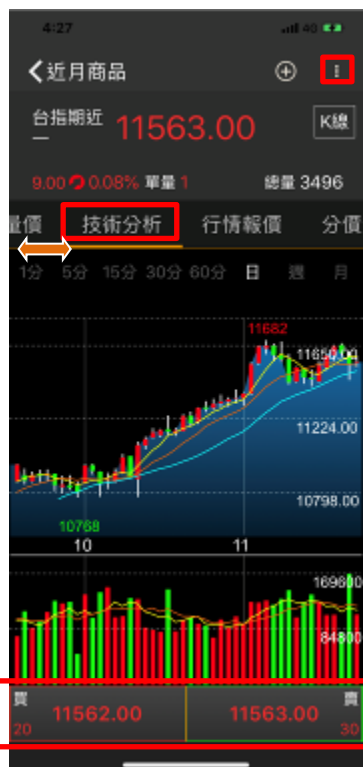 4:27 4G
近月商品
台指期近
一 11563.00 K線
9.00 0.08% 單量 1 總量 3496
量價 技術分析 行情報價 分價
1分 5分 15分 30分 60分 日 週 月
11682
11650.00
11224.00
10798.00
10768
10 11
169600
84800
買 賣
11562.00 11563.00
20 30